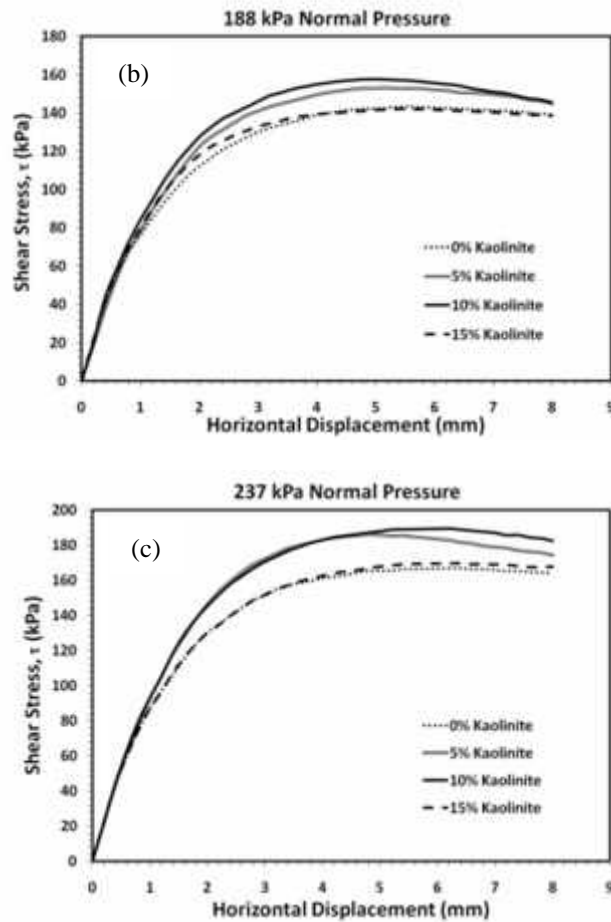 188 kPa Normal Pressure
(b)
Shear Stress, τ (kPa)
180
160
140
120
100
80
60
40
20
0
0% Kaolinite
5% Kaolinite
10% Kaolinite
15% Kaolinite
0 1 2 3 4 5 6 7 8 9
Horizontal Displacement (mm)
237 kPa Normal Pressure
(c)
Shear Stress, τ (kPa)
200
180
160
140
120
100
80
60
40
20
0
0% Kaolinite
5% Kaolinite
10% Kaolinite
15% Kaolinite
0 1 2 3 4 5 6 7 8 9
Horizontal Displacement (mm)